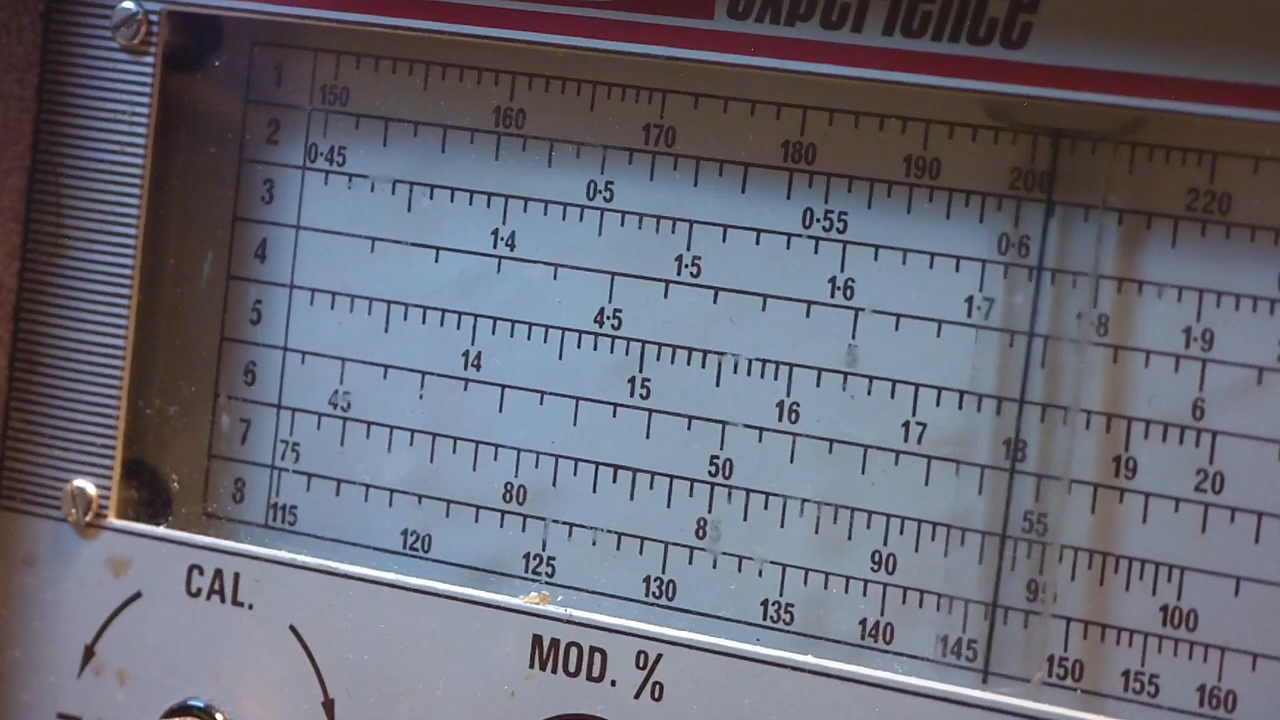 experience
1 150 160 170 180 190 200 220
2 0·45 0·5 0·55 0·6
3 1·4 1·5 1·6 1·7 1·8 1·9
4 4·5 6
5 14 15 16 17 18 19 20
6 45 50 55
7 75 80 85 90 95 100
8 115 120 125 130 135 140 145 150 155 160
CAL.
MOD. %